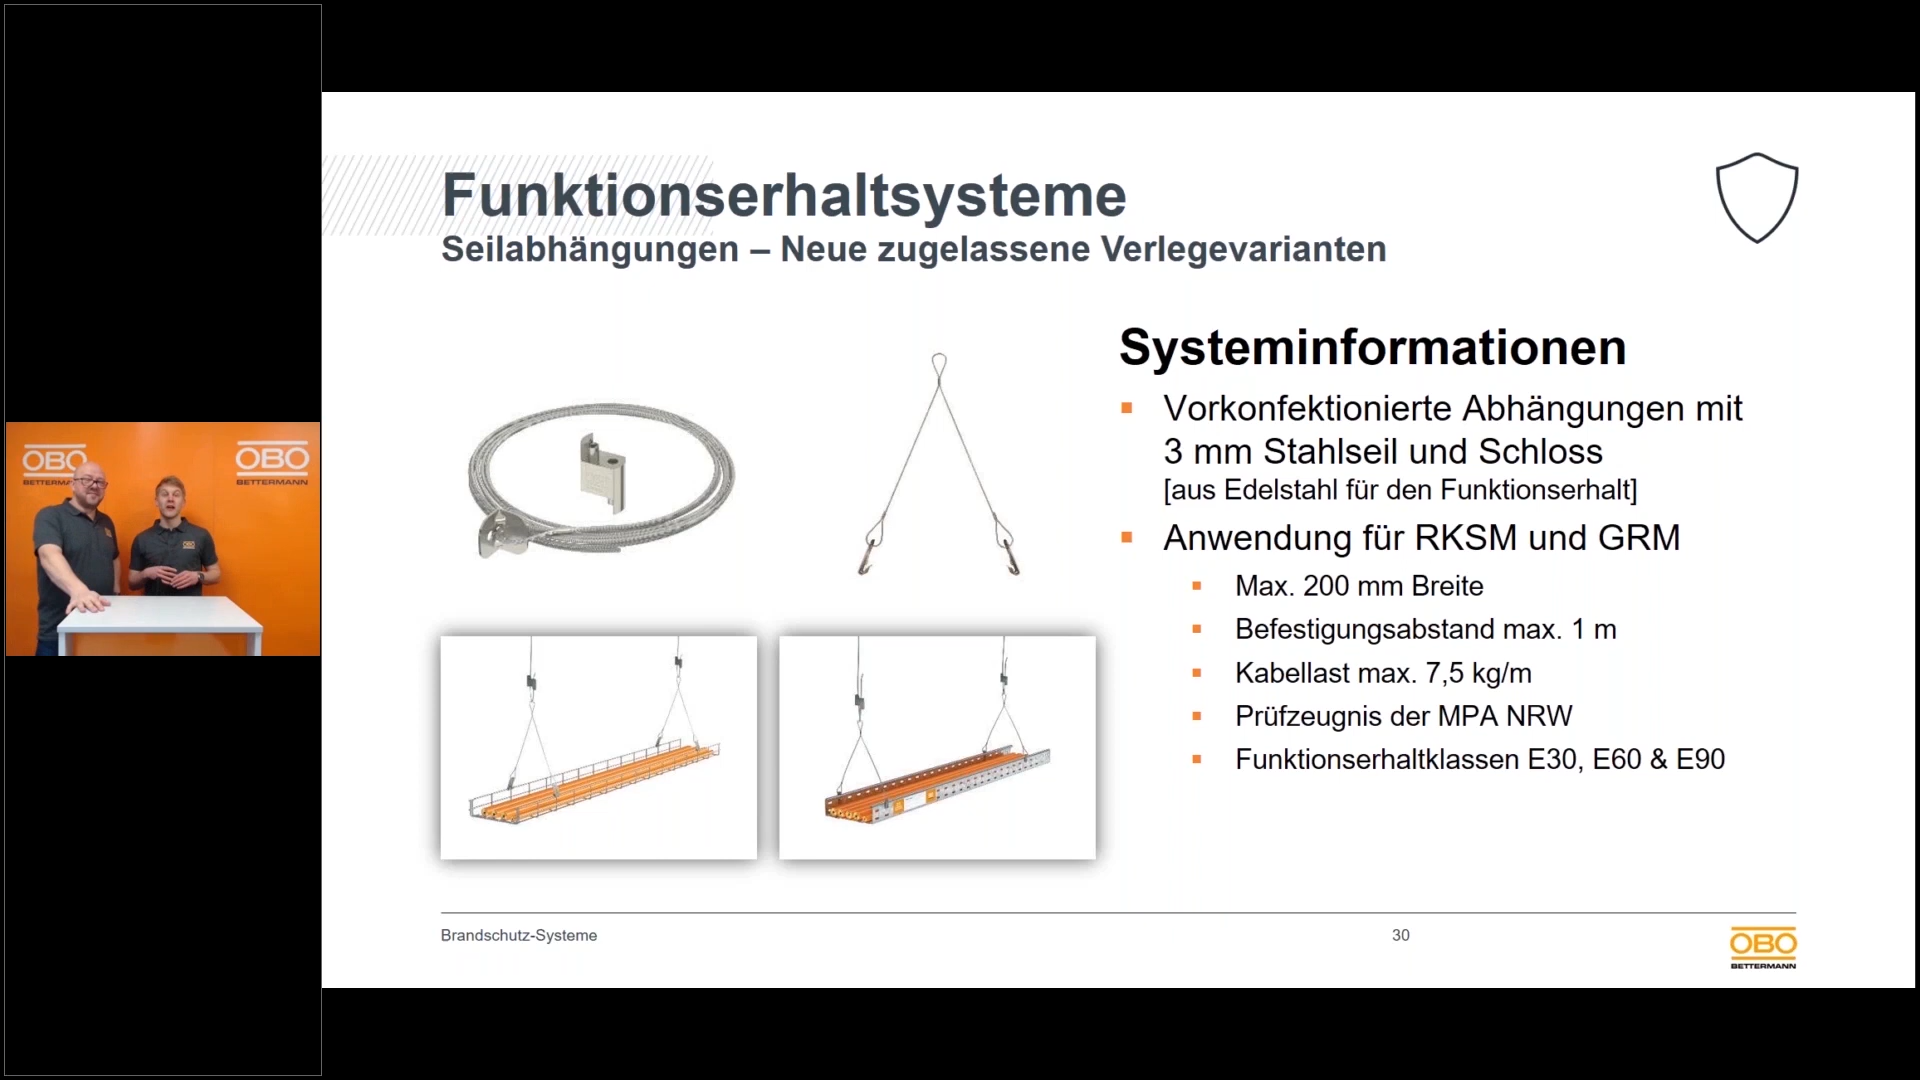 Funktionserhaltsysteme
Seilabhängungen – Neue zugelassene Verlegevarianten
Systeminformationen
Vorkonfektionierte Abhängungen mit
3 mm Stahlseil und Schloss
[aus Edelstahl für den Funktionserhalt]
Anwendung für RKSM und GRM
Max. 200 mm Breite
Befestigungsabstand max. 1 m
Kabellast max. 7,5 kg/m
Prüfzeugnis der MPA NRW
Funktionserhaltklassen E30, E60 & E90
OBO
BETTERMANN
OBO
BETTERMANN
Brandschutz-Systeme
30
OBO
BETTERMANN